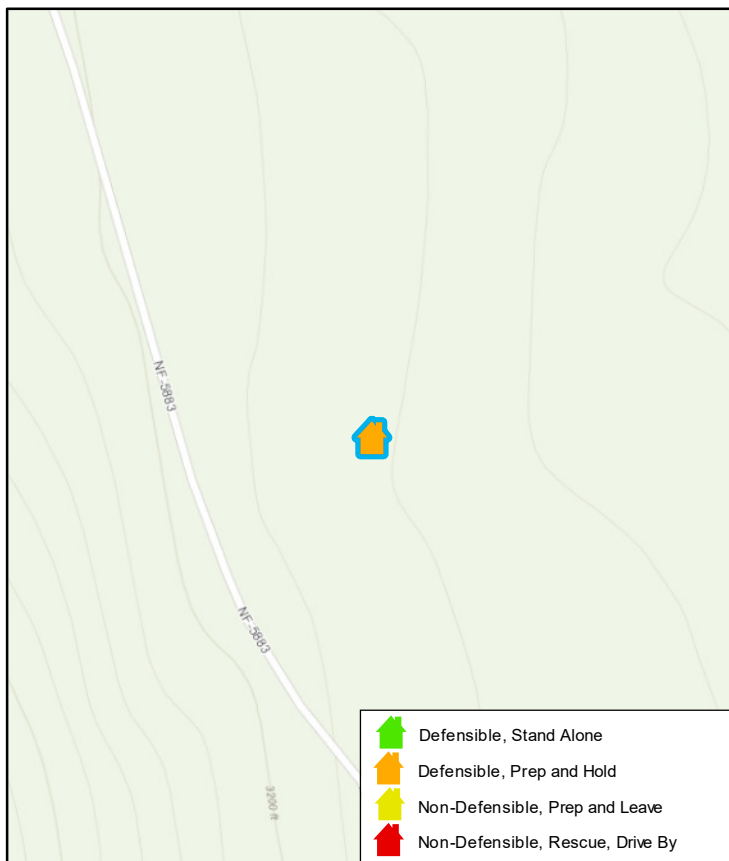 NF-5883
NF-5883
3200 ft
Defensible, Stand Alone
Defensible, Prep and Hold
Non-Defensible, Prep and Leave
Non-Defensible, Rescue, Drive By